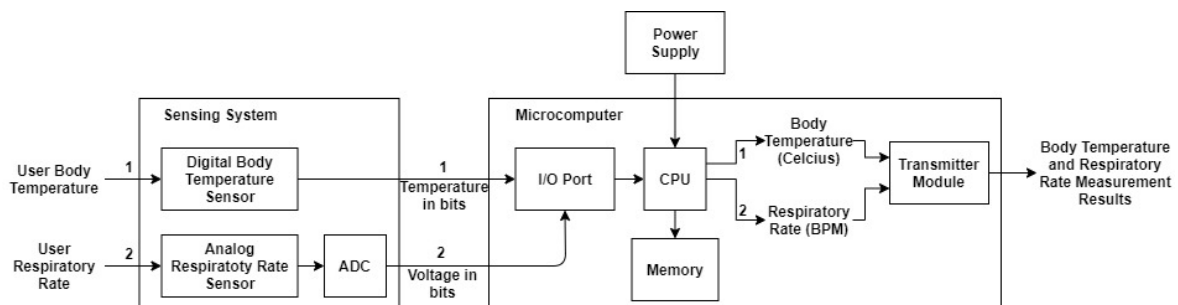 Power
Supply
Sensing System
Microcomputer
User Body
Temperature
1
Digital Body
Temperature
Sensor
1
Temperature
in bits
I/O Port
CPU
1
Body
Temperature
(Celcius)
2
Respiratory
Rate (BPM)
Transmitter
Module
Body Temperature
and Respiratory
Rate Measurement
Results
User
Respiratory
Rate
2
Analog
Respiratoty Rate
Sensor
ADC
2
Voltage in
bits
Memory